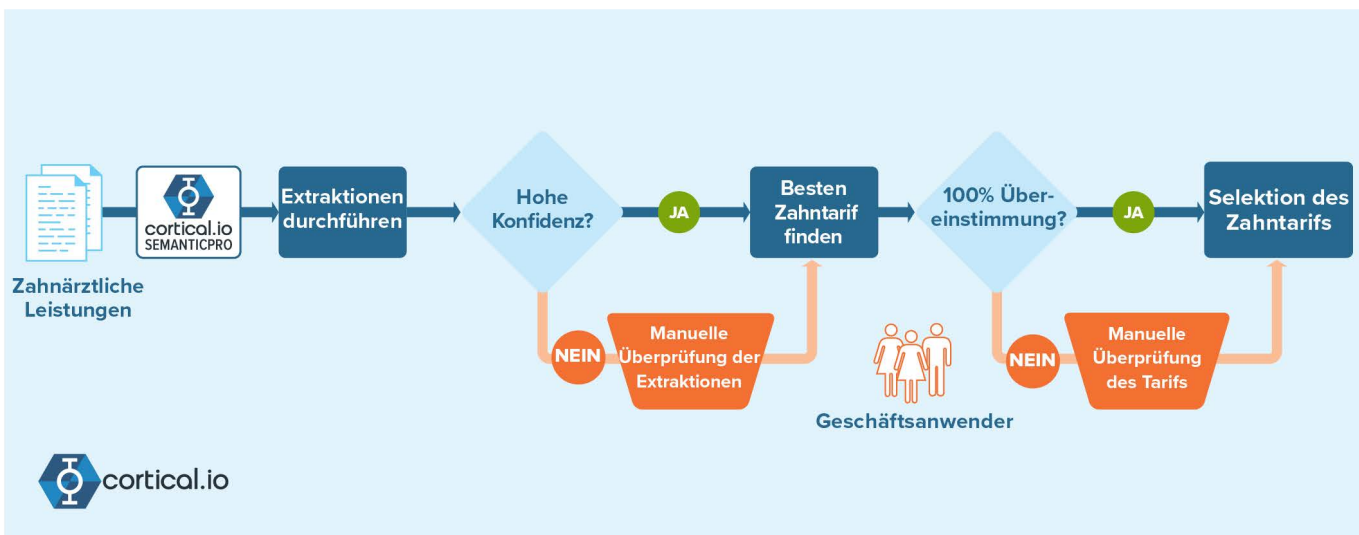 Zahnärztliche
Leistungen
cortical.io
SEMANTICPRO
Extraktionen
durchführen
Hohe
Konfidenz?
JA
NEIN
Manuelle
Überprüfung der
Extraktionen
Besten
Zahntarif
finden
Geschäftsanwender
100% Über-
einstimmung?
JA
NEIN
Manuelle
Überprüfung
des Tarifs
Selektion des
Zahntarifs
cortical.io